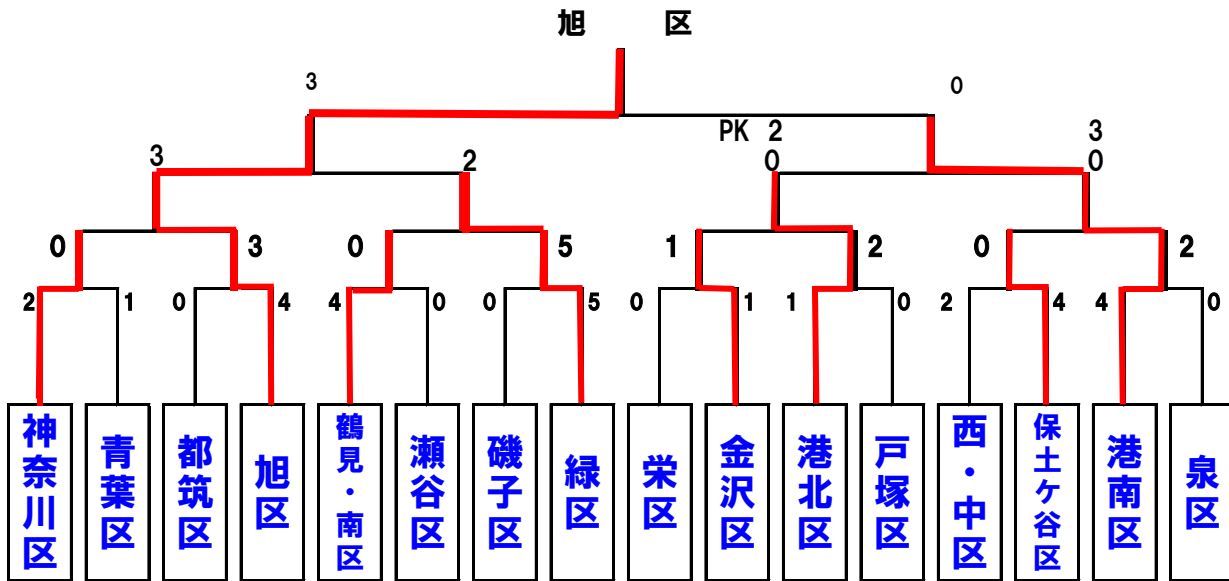 旭 区
3 0
PK 2 3
3 2 0 0
0 3 0 5 1 2 0 2
2 1 0 4 4 0 0 5 0 1 1 0 2 4 4 0
神奈川区
青葉区
都筑区
旭区
鶴見・南区
瀬谷区
磯子区
緑区
栄区
金沢区
港北区
戸塚区
西・中区
保土ケ谷区
港南区
泉区